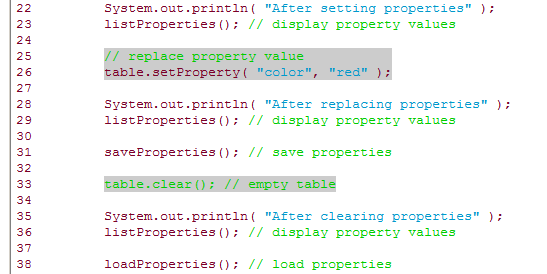 22 System.out.println( "After setting properties" );
23 listProperties(); // display property values
24
25 // replace property value
26 table.setProperty( "color", "red" );
27
28 System.out.println( "After replacing properties" );
29 listProperties(); // display property values
30
31 saveProperties(); // save properties
32
33 table.clear(); // empty table
34
35 System.out.println( "After clearing properties" );
36 listProperties(); // display property values
37
38 loadProperties(); // load properties